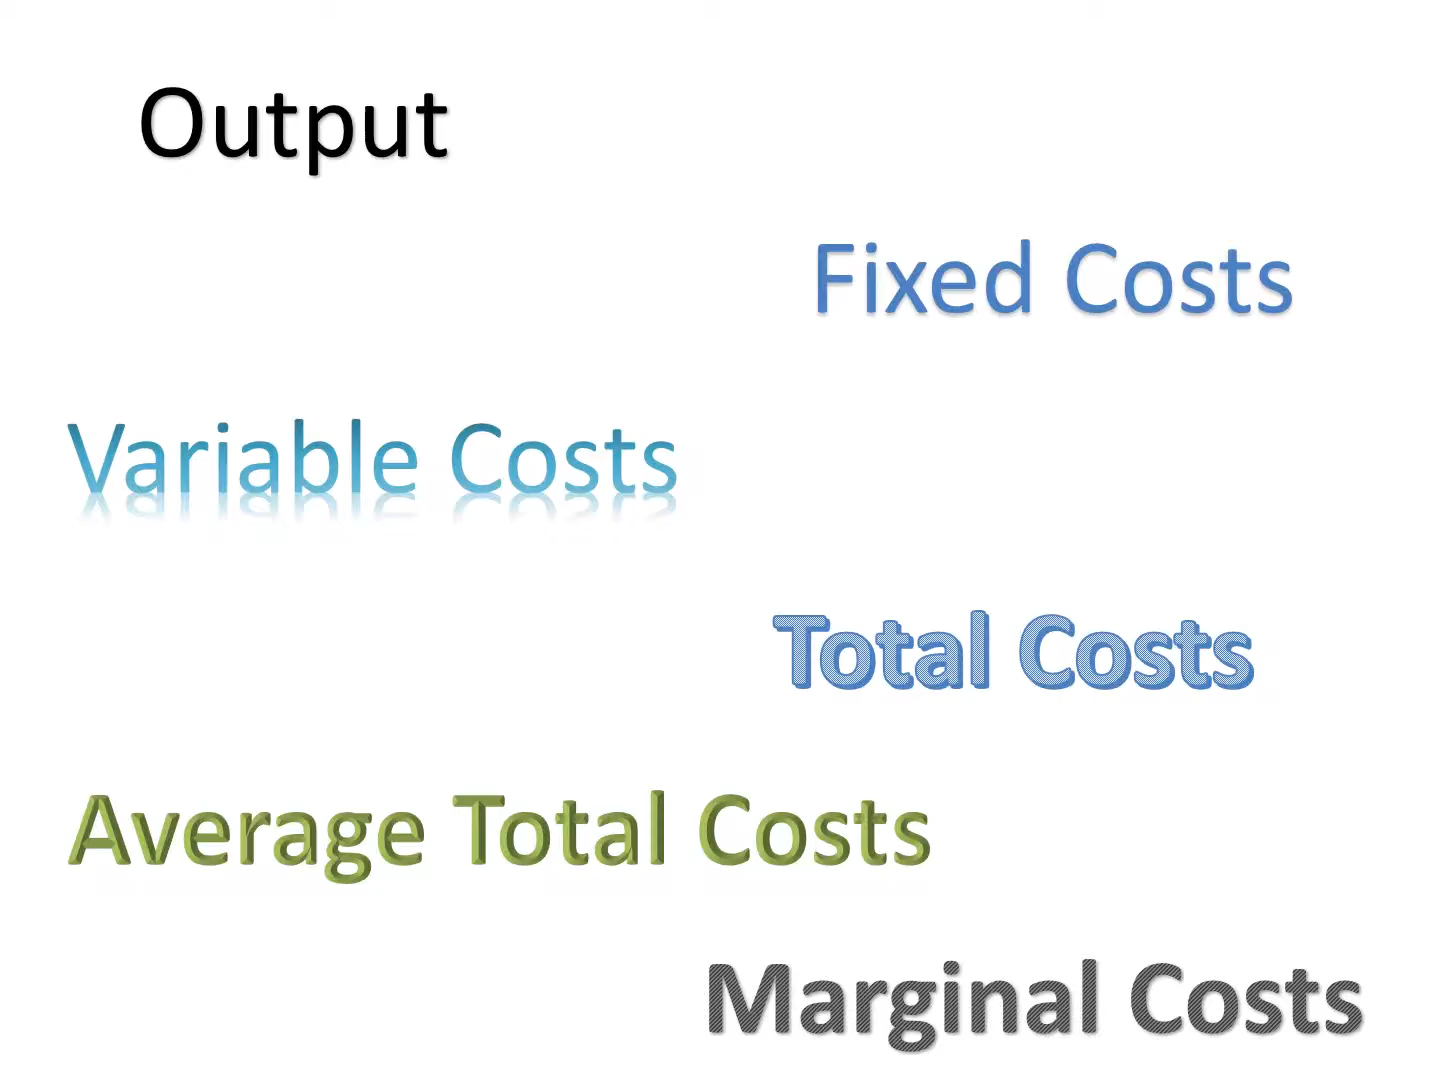 Output
Fixed Costs
Variable Costs
Total Costs
Average Total Costs
Marginal Costs